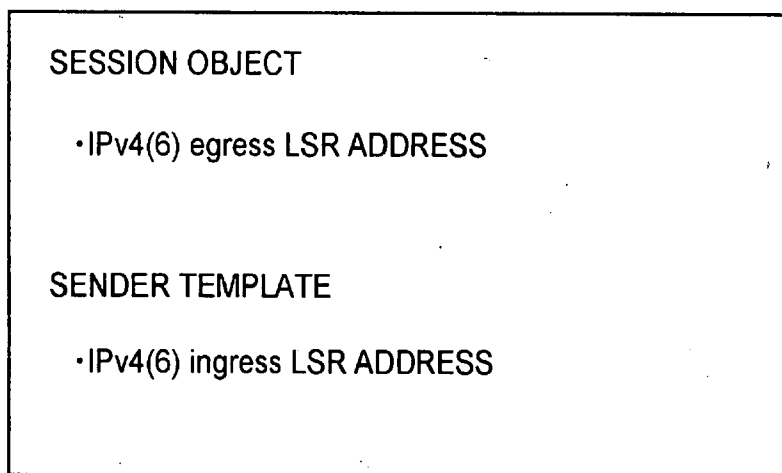 SESSION OBJECT
・IPv4(6) egress LSR ADDRESS
SENDER TEMPLATE
・IPv4(6) ingress LSR ADDRESS